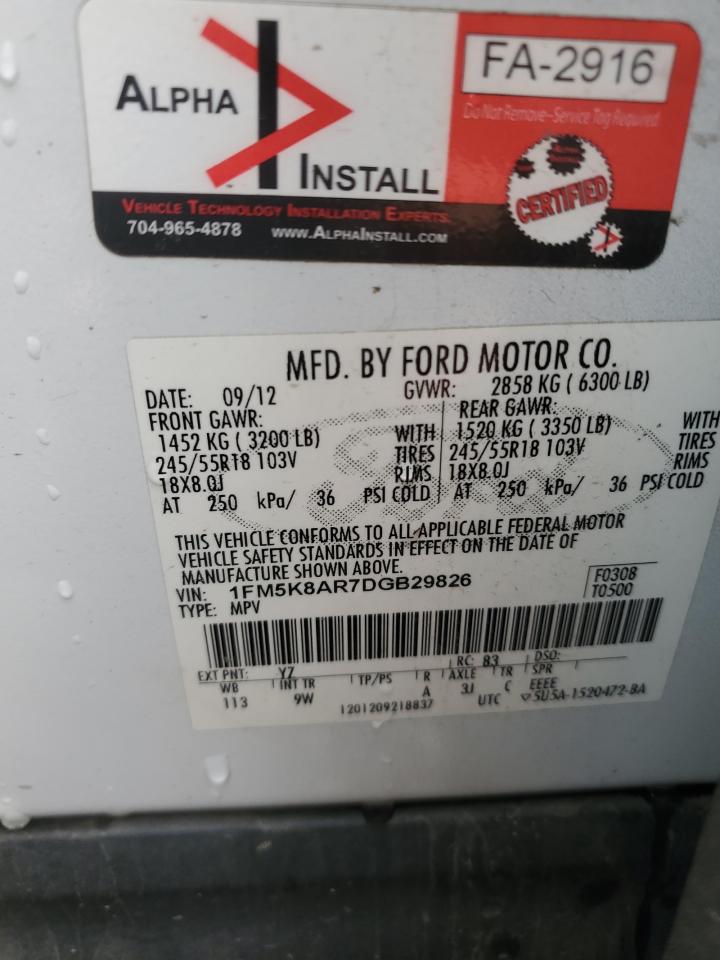 FA-2916
Do Not Remove-Service Tag Required
ALPHA
INSTALL
CERTIFIED
VEHICLE TECHNOLOGY INSTALLATION EXPERTS.
704-965-4878 www.ALPHAINSTALL.COM
MFD. BY FORD MOTOR CO.
DATE: 09/12 GVWR: 2858 KG ( 6300 LB)
FRONT GAWR: REAR GAWR:
1452 KG ( 3200 LB) WITH 1520 KG ( 3350 LB) WITH
245/55R18 103V TIRES 245/55R18 103V TIRES
18X8.0J RIMS 18X8.0J RIMS
AT 250 kPa/ 36 PSI COLD AT 250 kPa/ 36 PSI COLD
THIS VEHICLE CONFORMS TO ALL APPLICABLE FEDERAL MOTOR
VEHICLE SAFETY STANDARDS IN EFFECT ON THE DATE OF
MANUFACTURE SHOWN ABOVE.
VIN: 1FM5K8AR7DGB29826 F0308
TYPE: MPV T0500
EXT PNT: Y7 RC: 83 DSO:
WB INT TR TP/PS R AXLE TR SPR
113 9W A 3J C EEEE
1201209218837 UTC ▽5U5A-1520472-BA